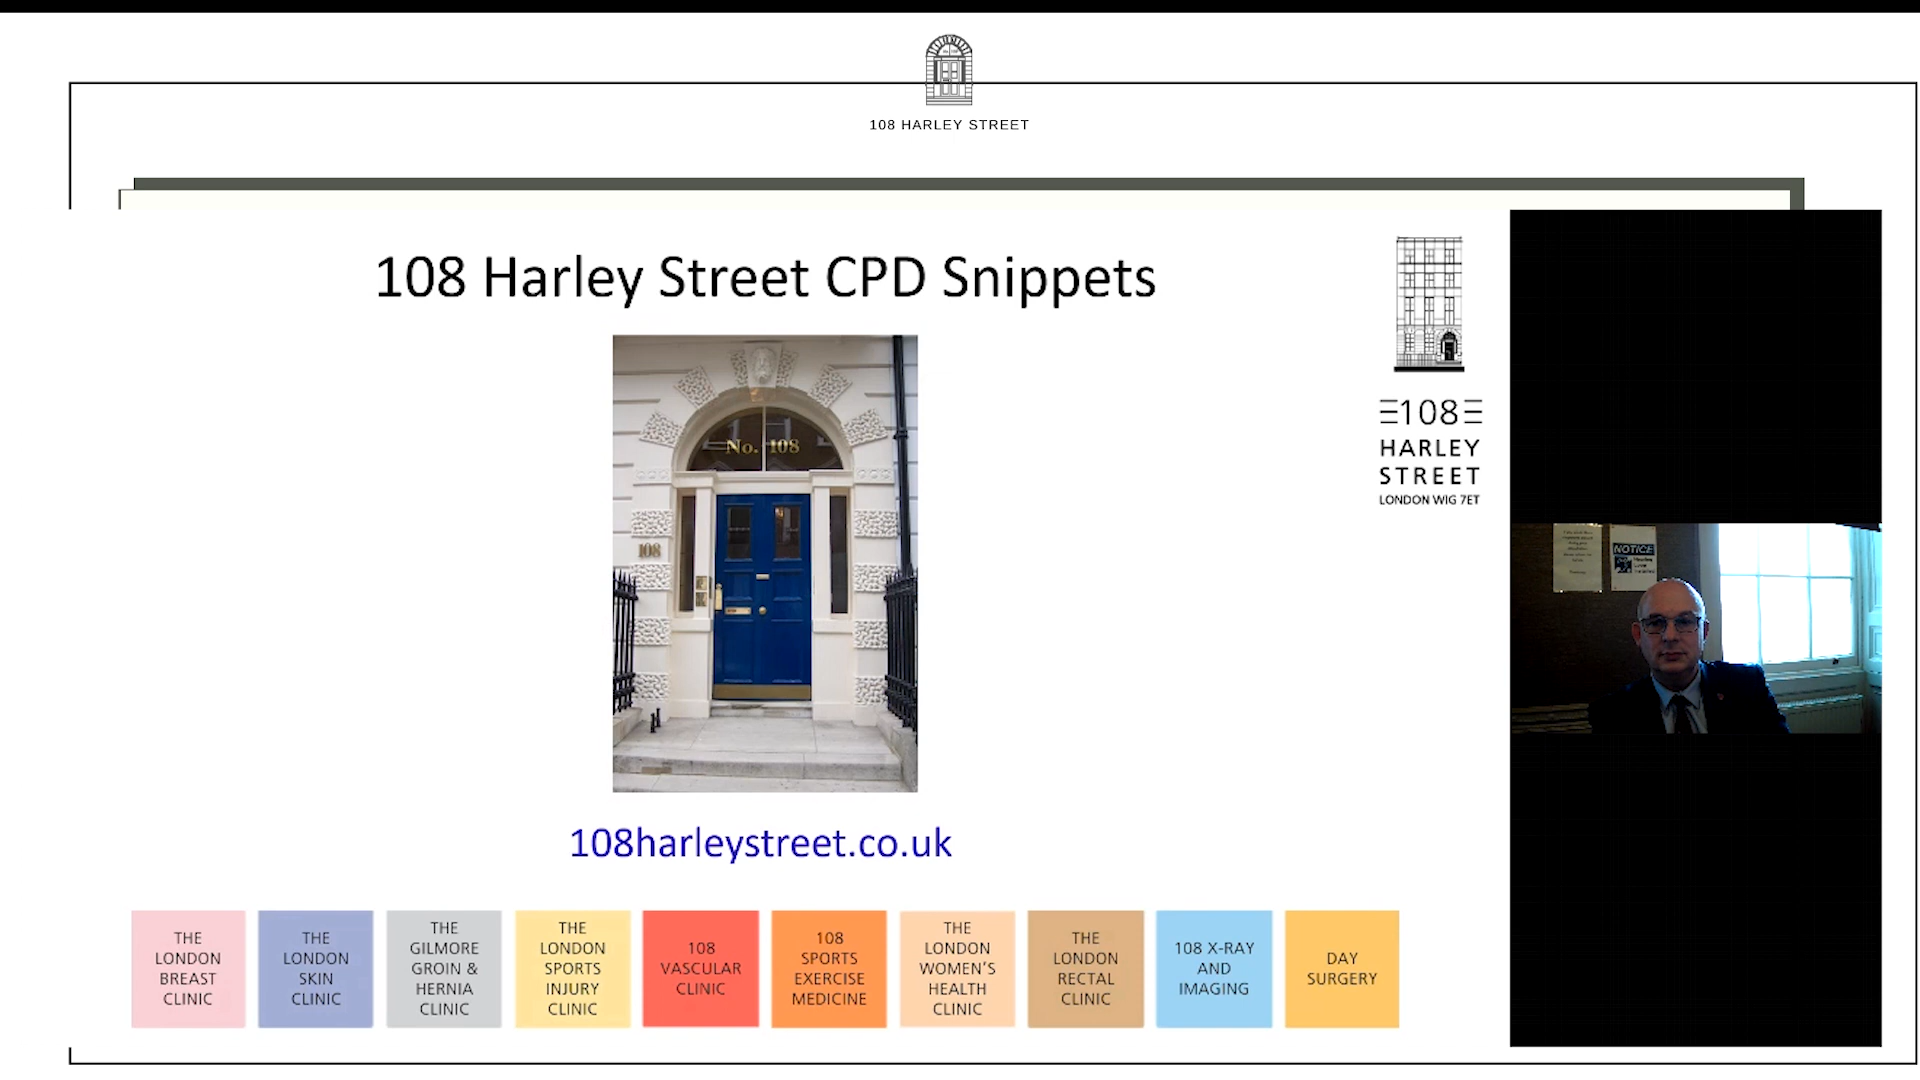 108 HARLEY STREET
108 Harley Street CPD Snippets
108
HARLEY
STREET
LONDON W1G 7ET
No. 108
108
NOTICE
108harleystreet.co.uk
THE
LONDON
BREAST
CLINIC
THE
LONDON
SKIN
CLINIC
THE
GILMORE
GROIN &
HERNIA
CLINIC
THE
LONDON
SPORTS
INJURY
CLINIC
108
VASCULAR
CLINIC
108
SPORTS
EXERCISE
MEDICINE
THE
LONDON
WOMEN'S
HEALTH
CLINIC
THE
LONDON
RECTAL
CLINIC
108 X-RAY
AND
IMAGING
DAY
SURGERY